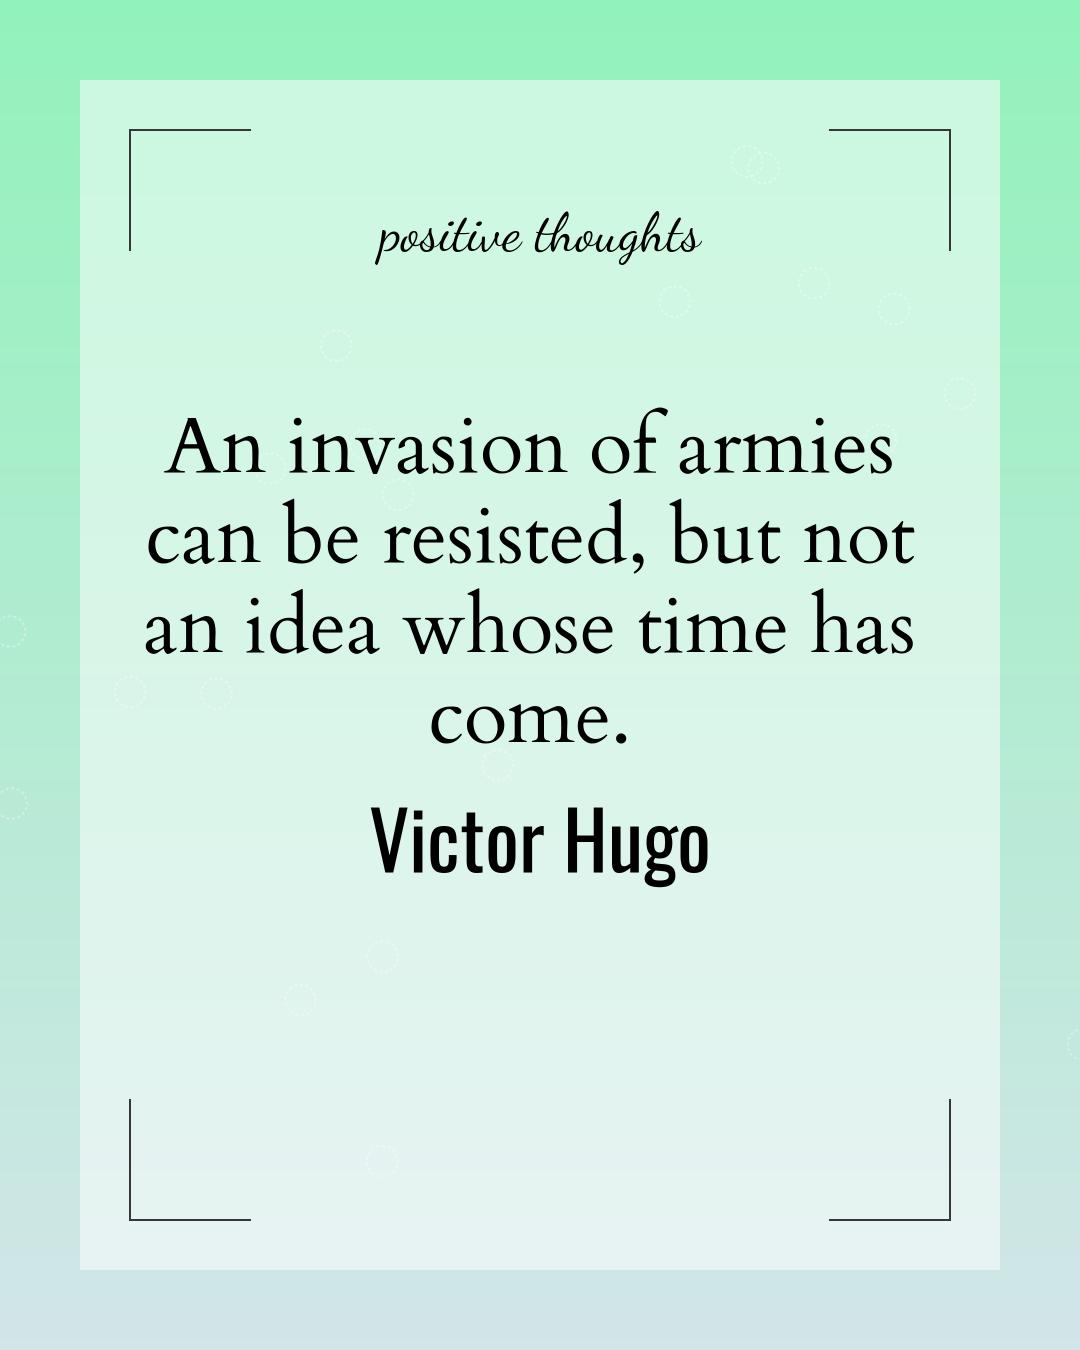 positive thoughts
An invasion of armies
can be resisted, but not
an idea whose time has
come.
Victor Hugo